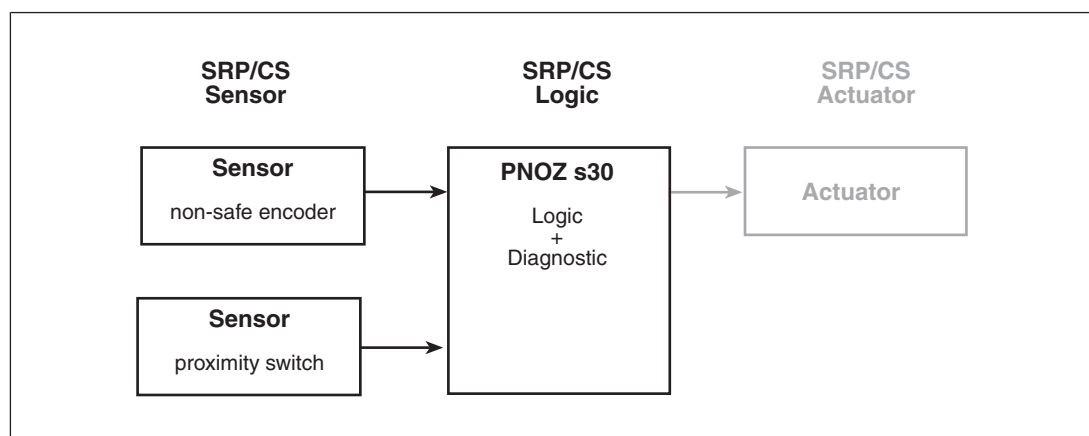 SRP/CS
Sensor
SRP/CS
Logic
SRP/CS
Actuator
Sensor
non-safe encoder
PNOZ s30
Logic
+
Diagnostic
Actuator
Sensor
proximity switch